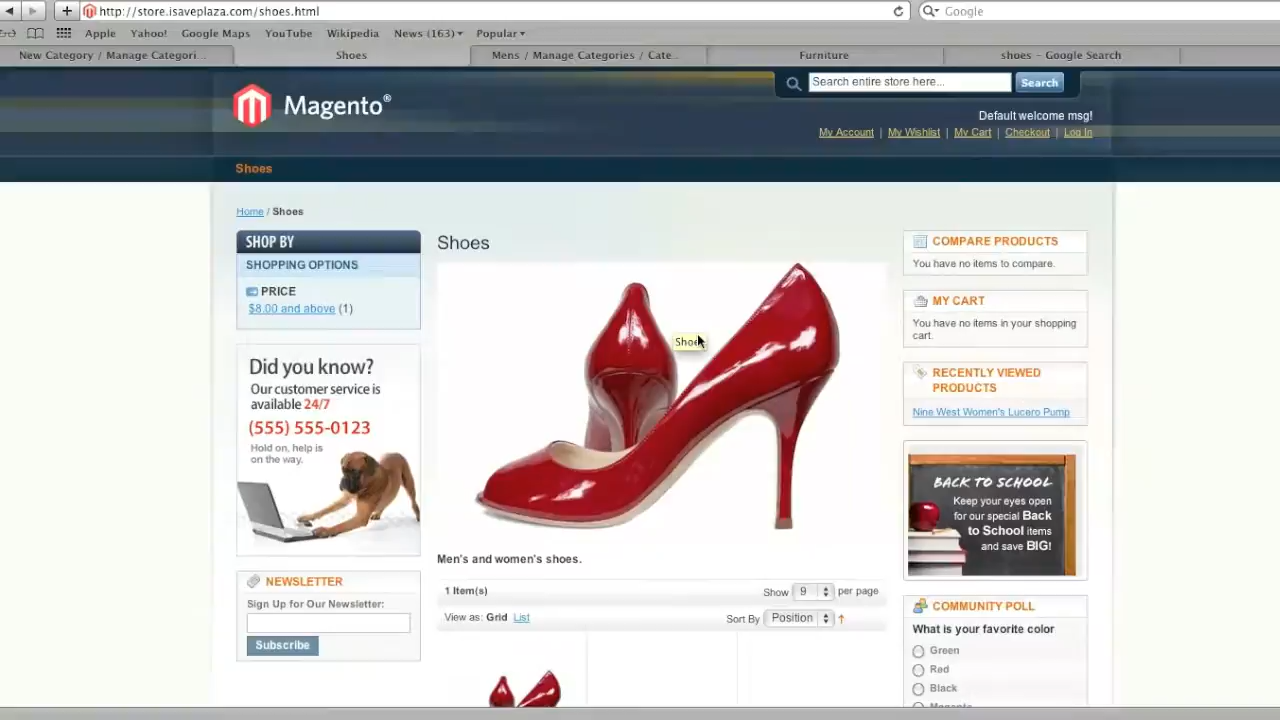 http://store.isaveplaza.com/shoes.html
Google
Apple Yahoo! Google Maps YouTube Wikipedia News (163) Popular
New Category / Manage Categori...
Shoes
Mens / Manage Categories / Cate...
Furniture
shoes – Google Search
Magento®
Search entire store here...
Search
Default welcome msg!
My Account | My Wishlist | My Cart | Checkout | Log In
Shoes
Home / Shoes
SHOP BY
SHOPPING OPTIONS
PRICE
$8.00 and above (1)
Did you know?
Our customer service is
available 24/7
(555) 555-0123
Hold on, help is
on the way.
NEWSLETTER
Sign Up for Our Newsletter:
Subscribe
Shoes
Men's and women's shoes.
1 Item(s)
Show 9 per page
View as: Grid List
Sort By Position
COMPARE PRODUCTS
You have no items to compare.
MY CART
You have no items in your shopping
cart.
RECENTLY VIEWED
PRODUCTS
Nine West Women's Lucero Pump
BACK TO SCHOOL
Keep your eyes open
for our special Back
to School items
and save BIG!
COMMUNITY POLL
What is your favorite color
Green
Red
Black